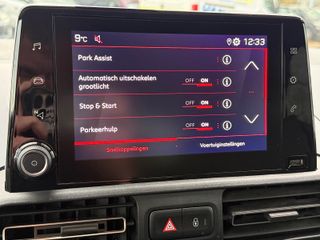 9°C 12:33
Park Assist
Automatisch uitschakelen grootlicht OFF ON
Stop & Start OFF ON
Parkeerhulp OFF ON
Snelkoppelingen Voertuiginstellingen